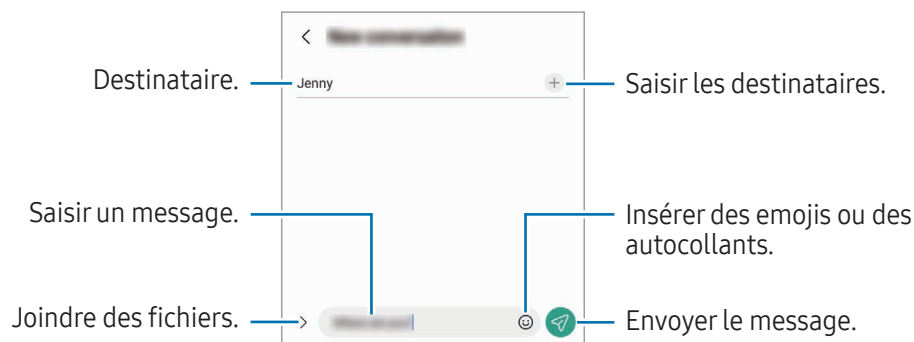 Destinataire.
Jenny
Saisir les destinataires.
Saisir un message.
Insérer des emojis ou des
autocollants.
Joindre des fichiers.
Envoyer le message.